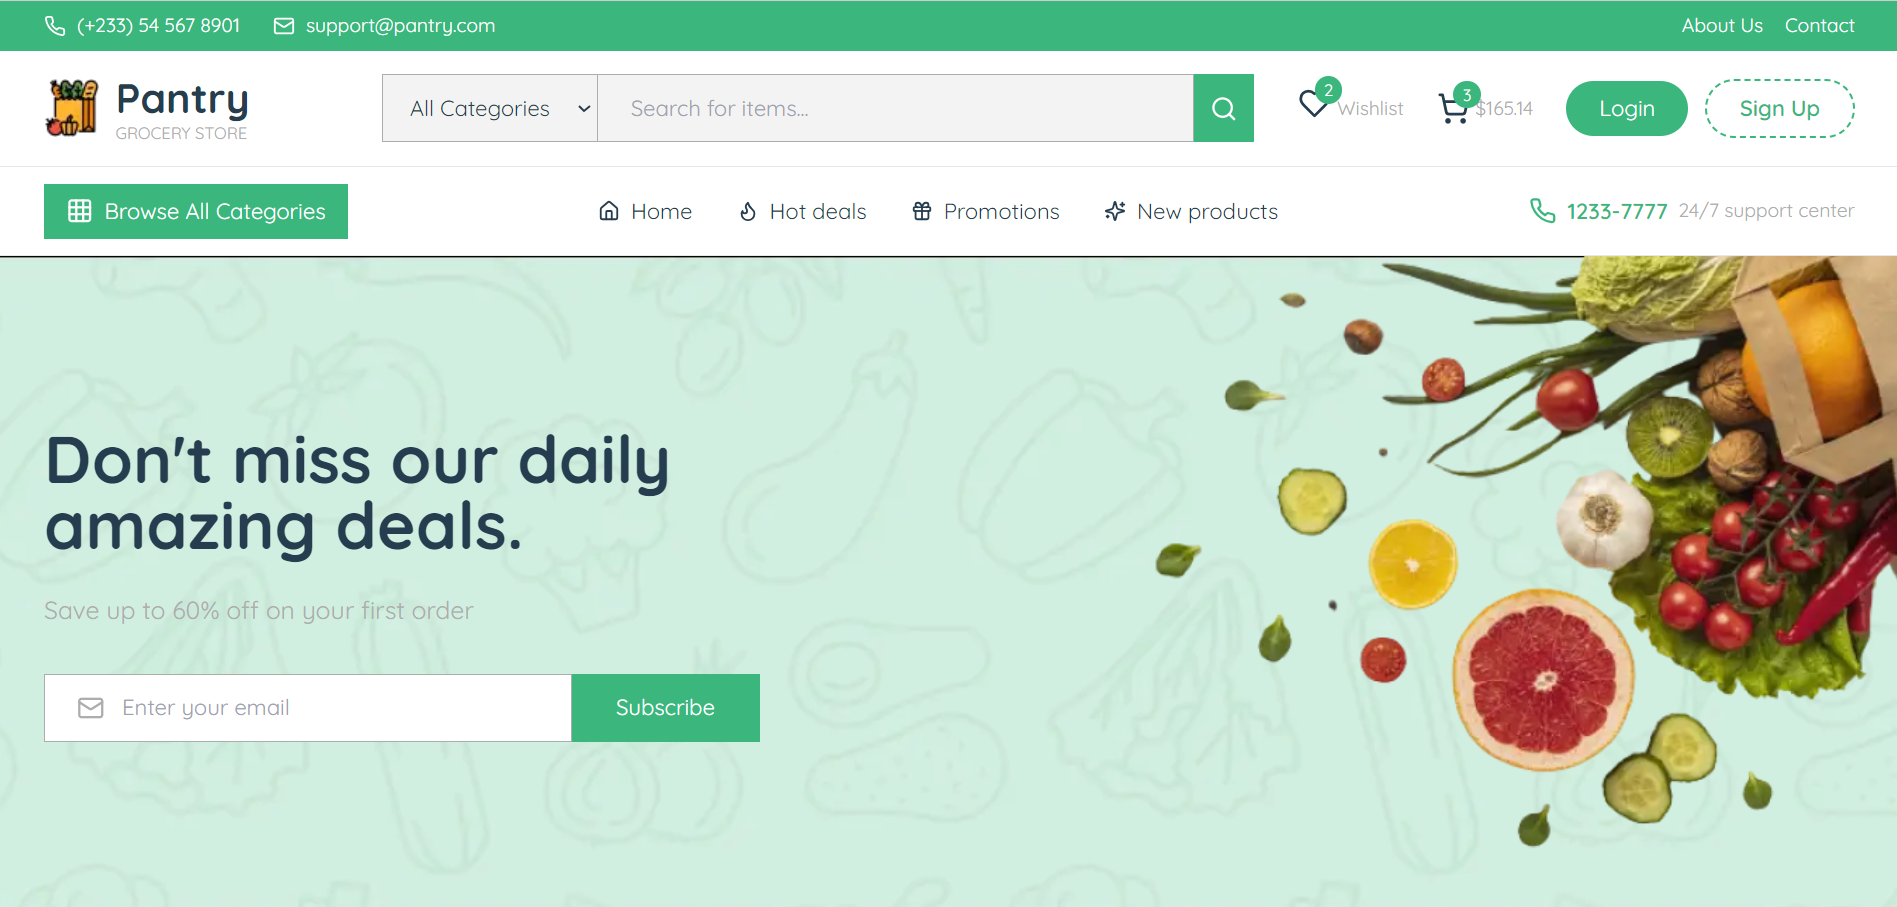 (+233) 54 567 8901 support@pantry.com About Us Contact
Pantry
GROCERY STORE
All Categories Search for items... 2 Wishlist 3 $165.14 Login Sign Up
Browse All Categories Home Hot deals Promotions New products 1233-7777 24/7 support center
Don't miss our daily
amazing deals.
Save up to 60% off on your first order
Enter your email Subscribe